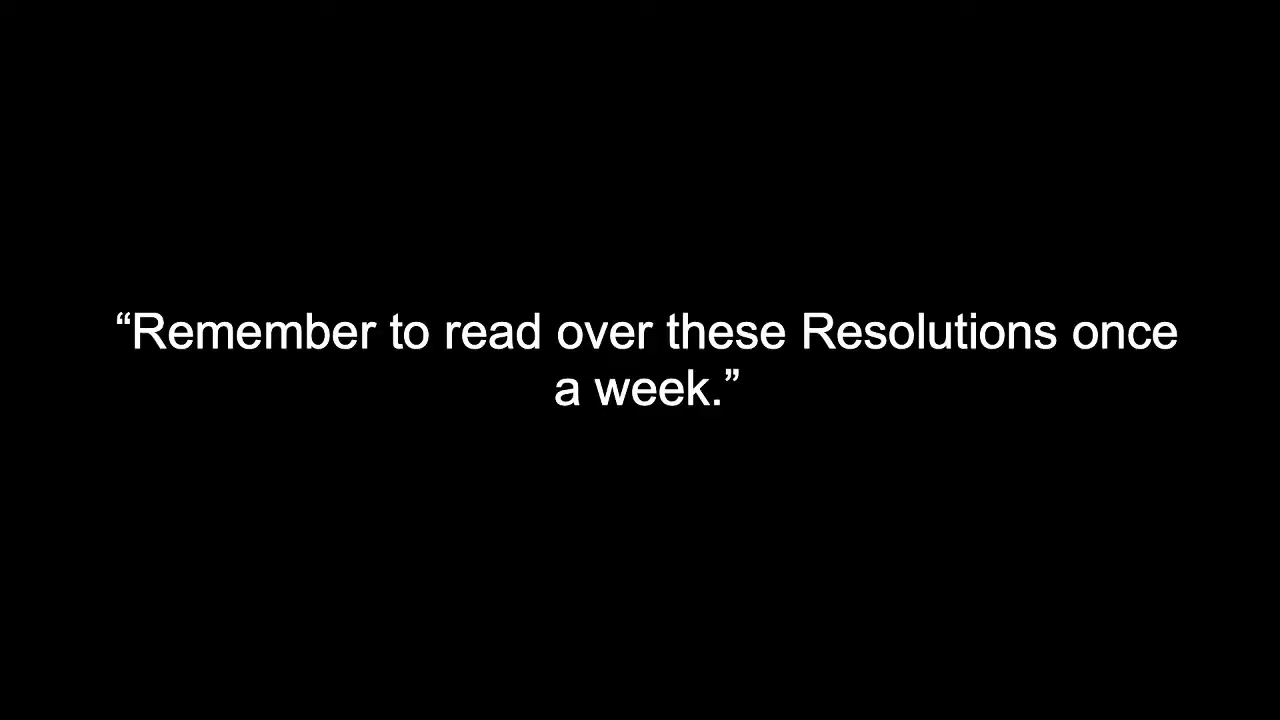 “Remember to read over these Resolutions once
a week.”